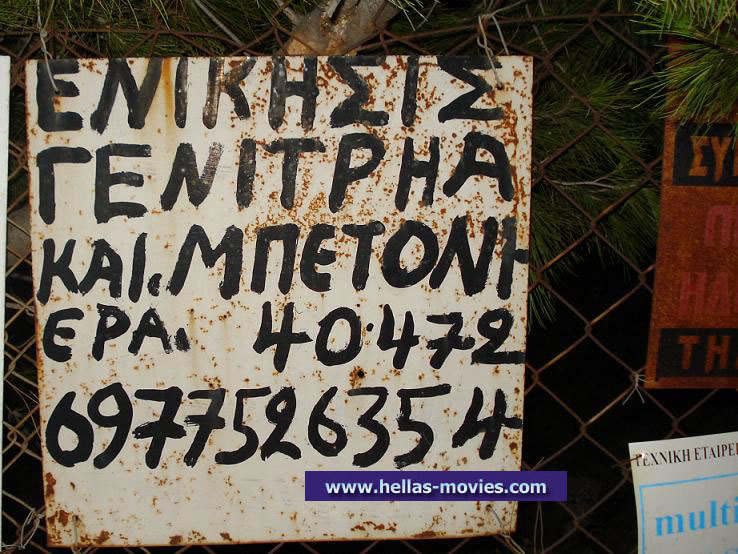 ΕΝΙΚΗΣΙΣ
ΓΕΝΙΤΡΗΑ
ΚΑΙ. ΜΠΕΤΟΝΙ
ΕΡΑ. 40.472
6977526354
www.hellas-movies.com
ΤΕΧΝΙΚΗ ΕΤΑΙΡΕΙ
multi